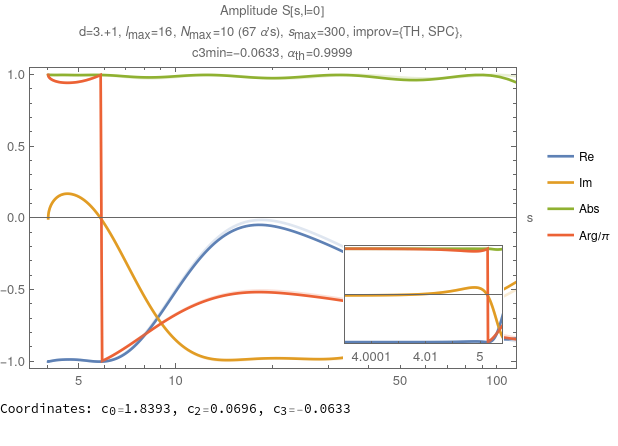 Amplitude S[s,l=0]
d=3.+1, lmax=16, Nmax=10 (67 α's), smax=300, improv={TH, SPC},
c3min=-0.0633, αth=0.9999
1.0
0.5
0.0
-0.5
-1.0
s
Re
Im
Abs
Arg/π
4.0001 4.01 5
5 10 50 100
Coordinates: c0=1.8393, c2=0.0696, c3=-0.0633